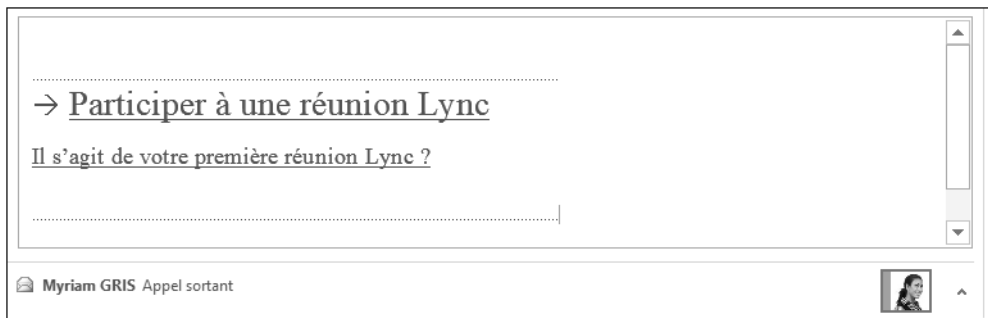 → Participer à une réunion Lync
Il s’agit de votre première réunion Lync ?
Myriam GRIS Appel sortant